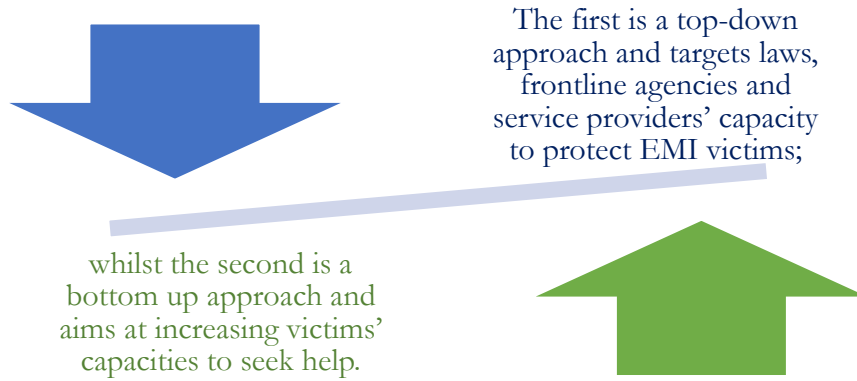 The first is a top-down
approach and targets laws,
frontline agencies and
service providers’ capacity
to protect EMI victims;
whilst the second is a
bottom up approach and
aims at increasing victims’
capacities to seek help.